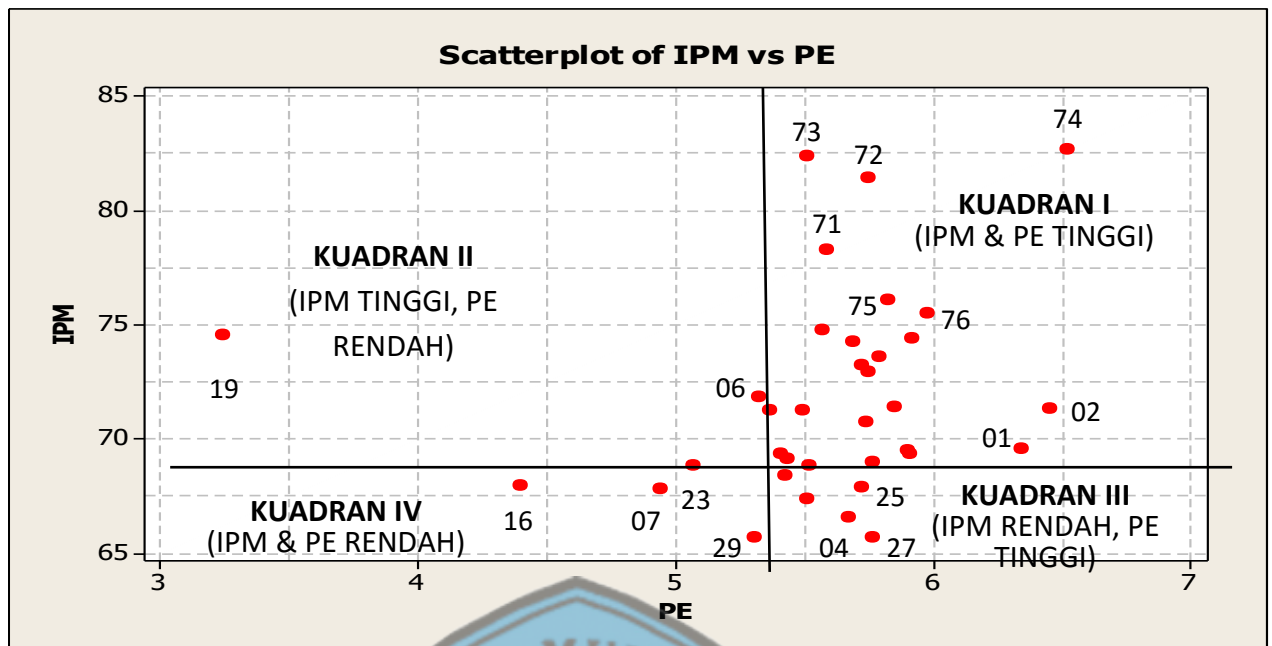 Scatterplot of IPM vs PE
85
80
75
70
65
IPM
73
72
74
71
KUADRAN I
(IPM & PE TINGGI)
KUADRAN II
(IPM TINGGI, PE
RENDAH)
75
76
19
06
02
01
KUADRAN IV
(IPM & PE RENDAH)
16
07
23
29
25
04
27
KUADRAN III
(IPM RENDAH, PE
TINGGI)
3
4
5
6
7
PE